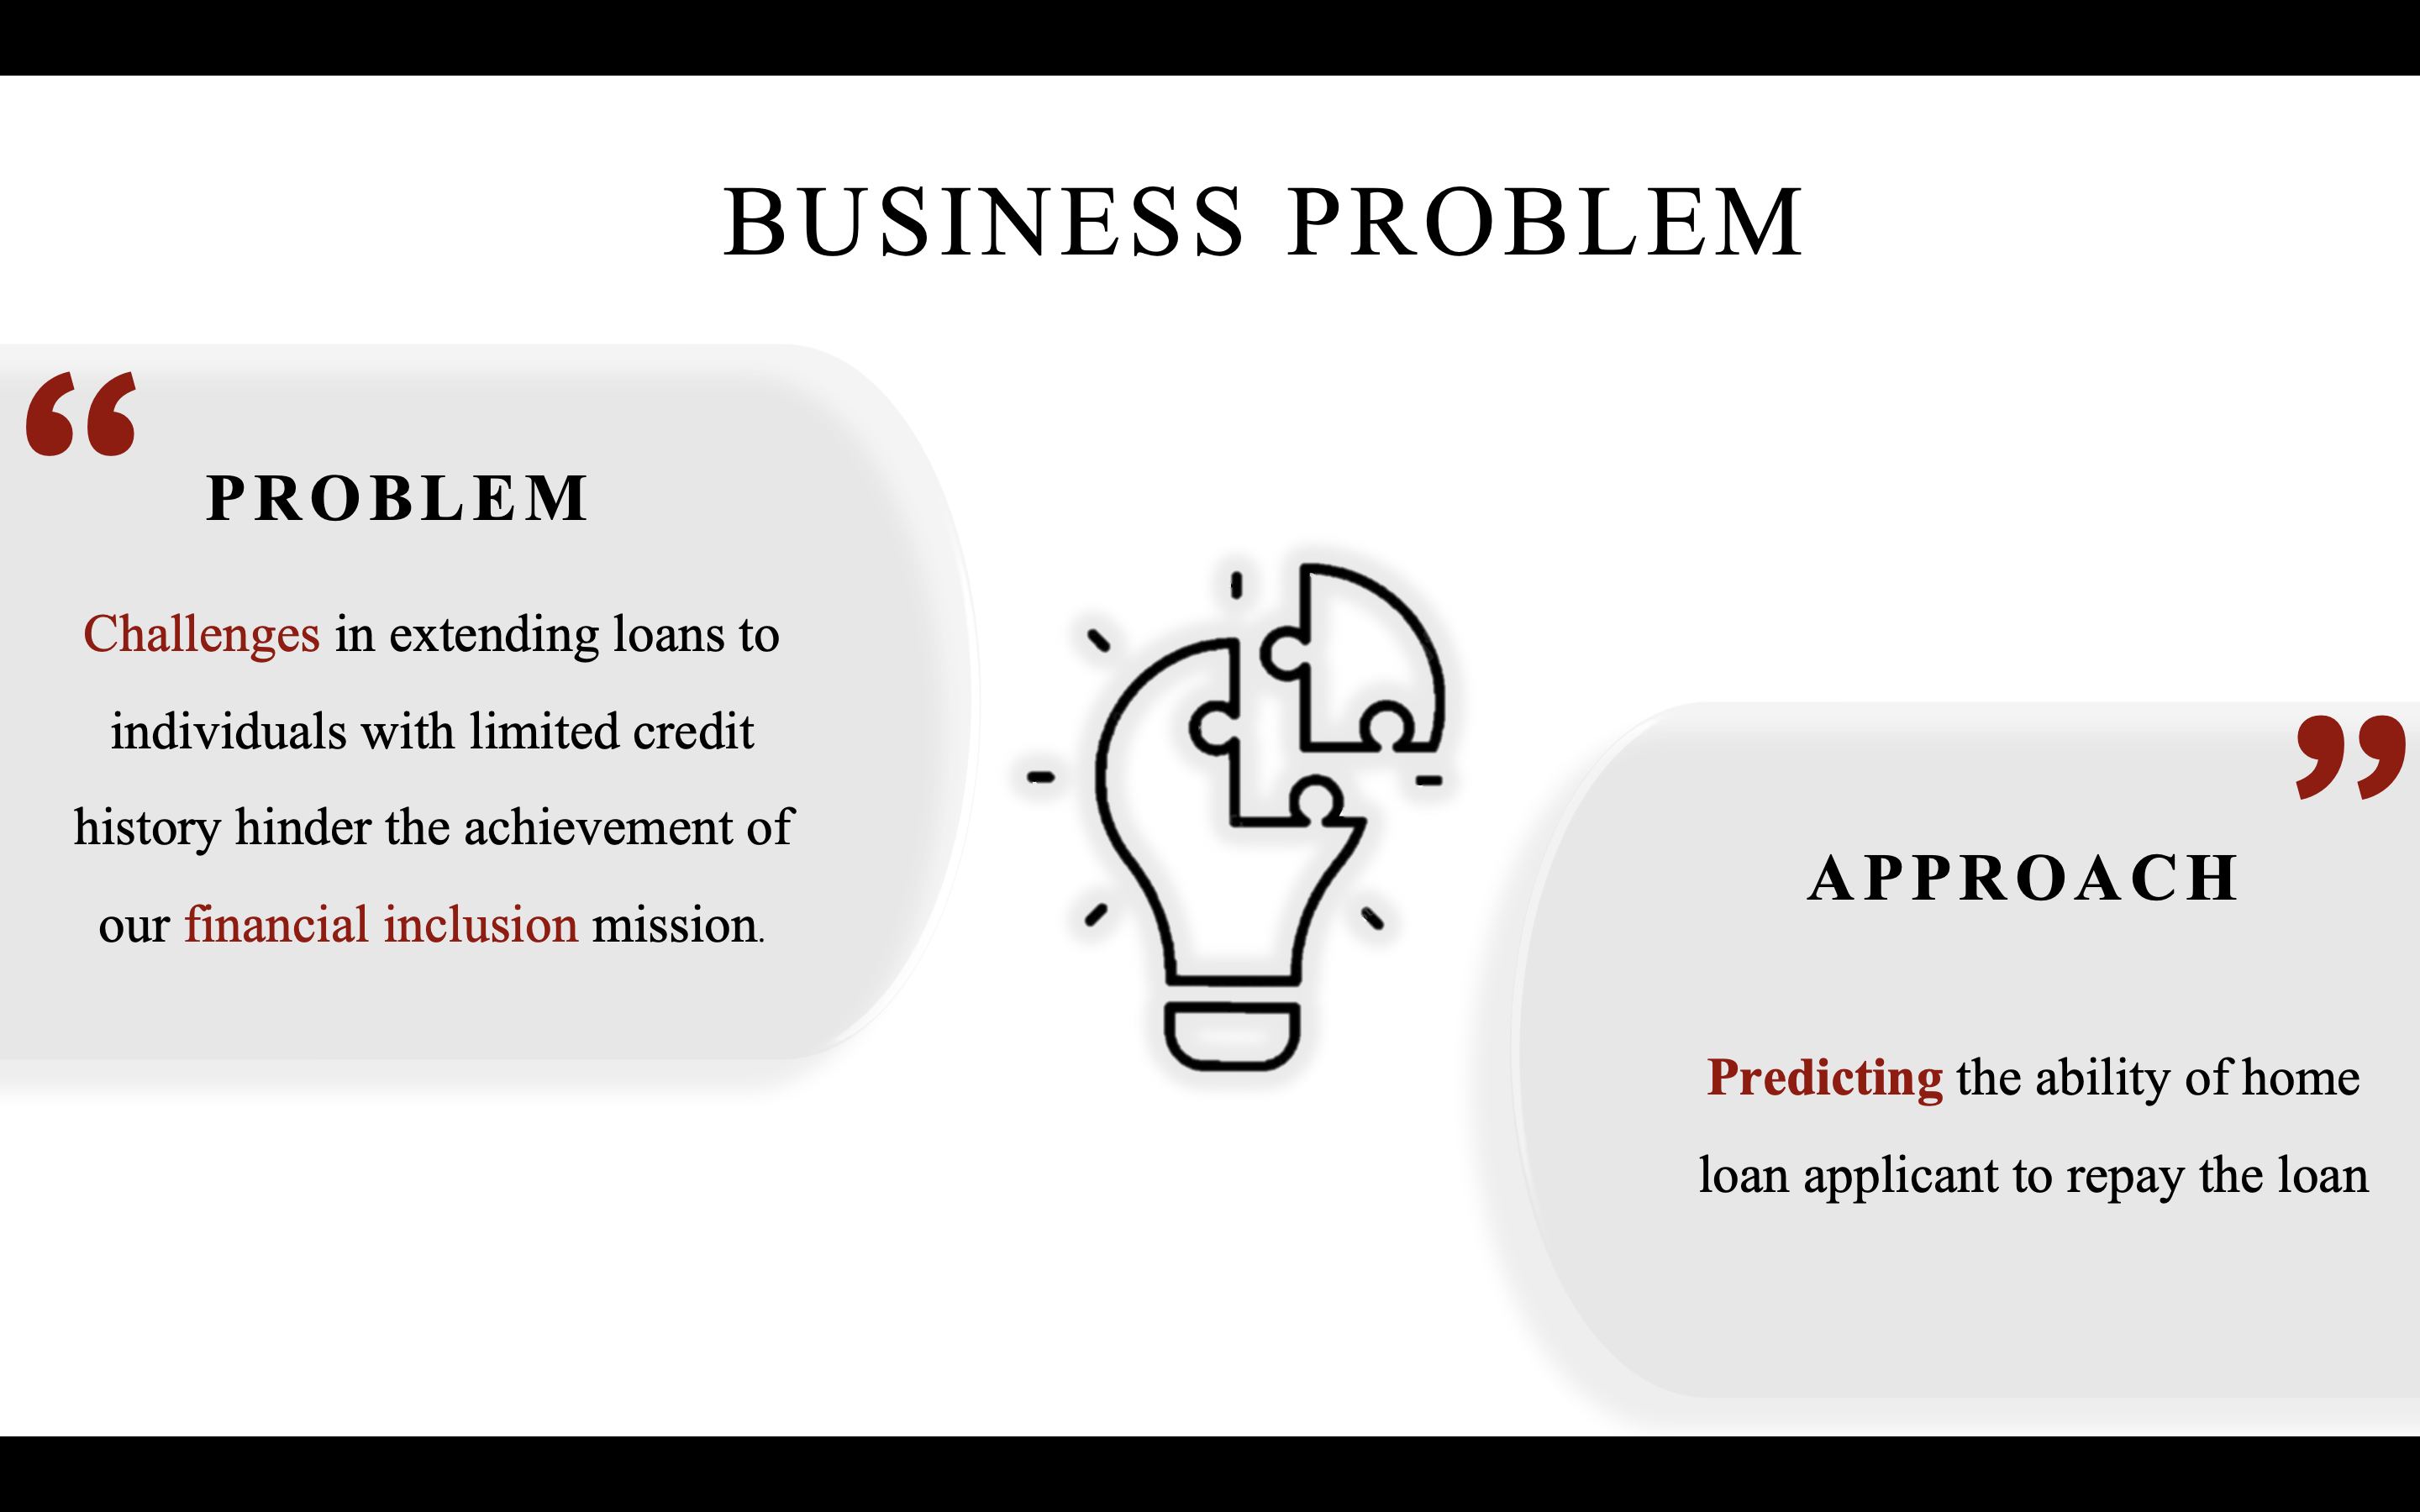 BUSINESS PROBLEM
“
PROBLEM
Challenges in extending loans to
individuals with limited credit
history hinder the achievement of
our financial inclusion mission.
”
APPROACH
Predicting the ability of home
loan applicant to repay the loan